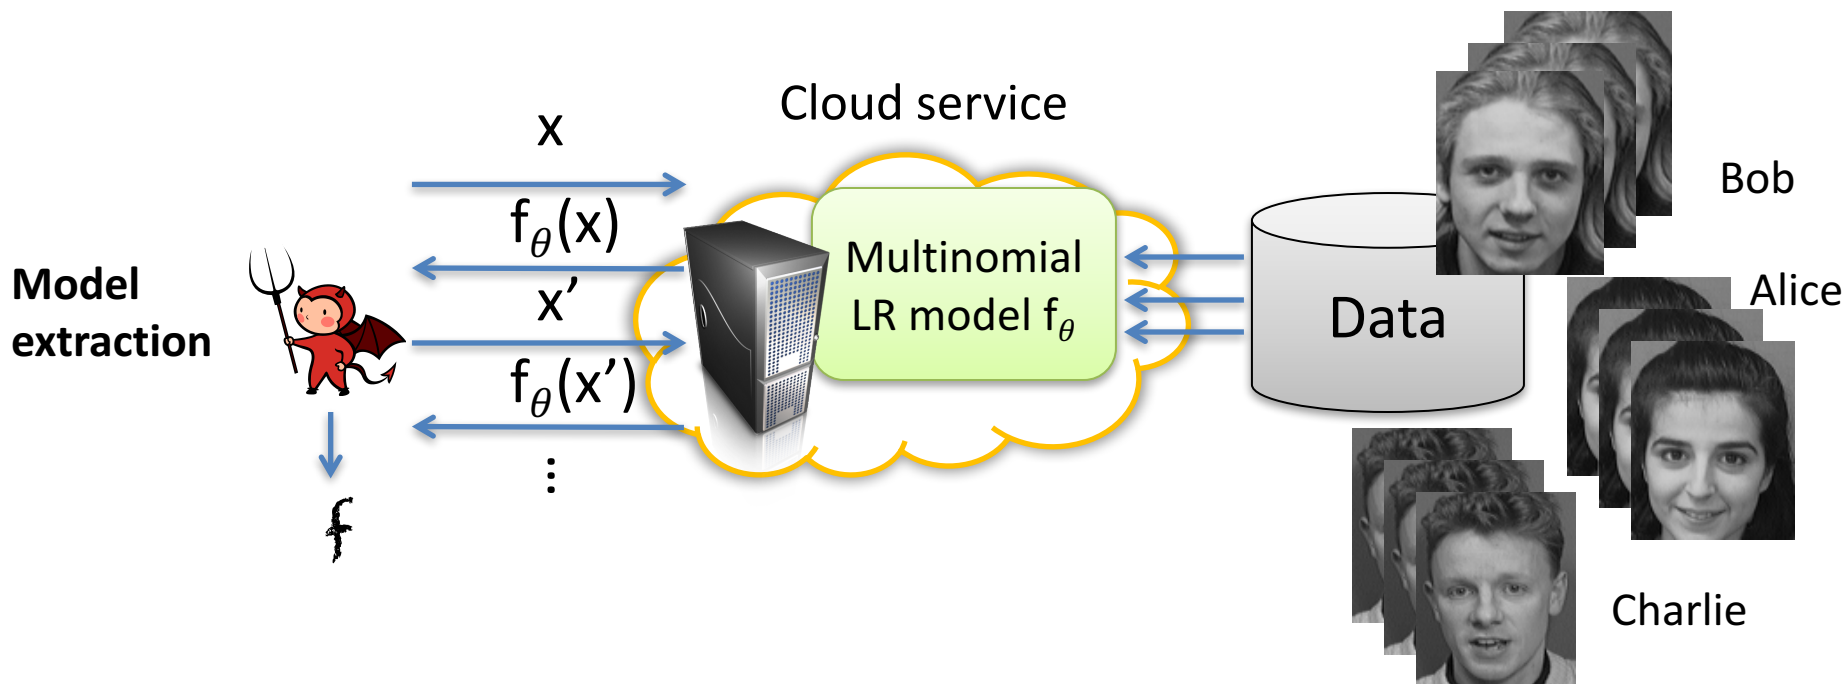 Model
extraction
x
f𝜃(x)
x’
f𝜃(x’)
⋮
f
Cloud service
Multinomial
LR model f𝜃
Data
Bob
Alice
Charlie